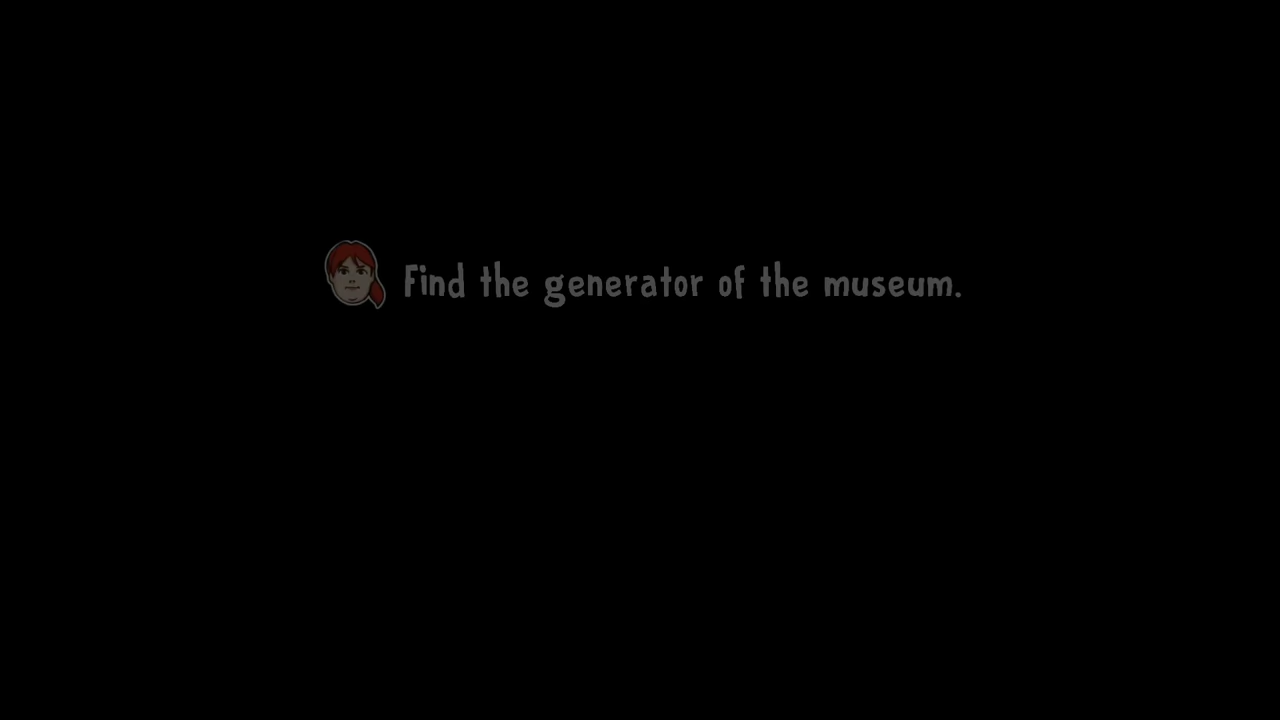 Find the generator of the museum.